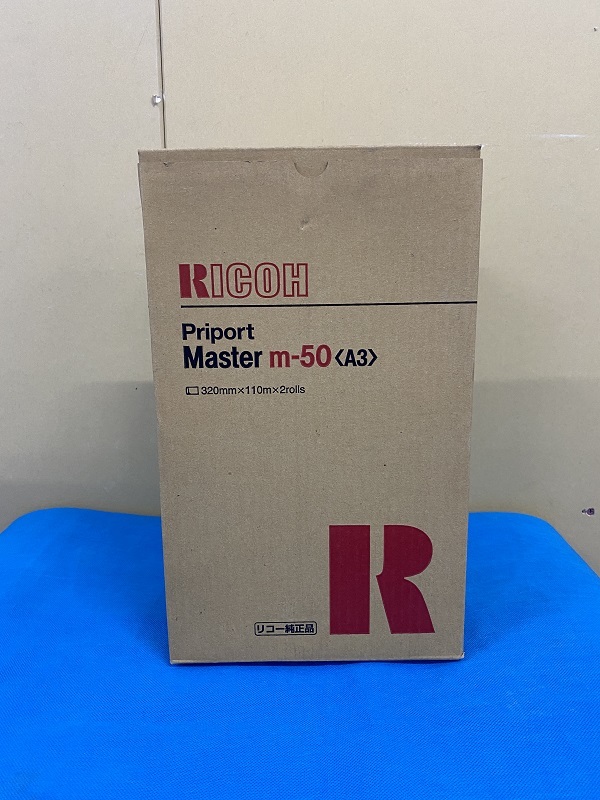 RICOH
Priport
Master m-50〈A3〉
320mm×110m×2rolls
R
リコー純正品